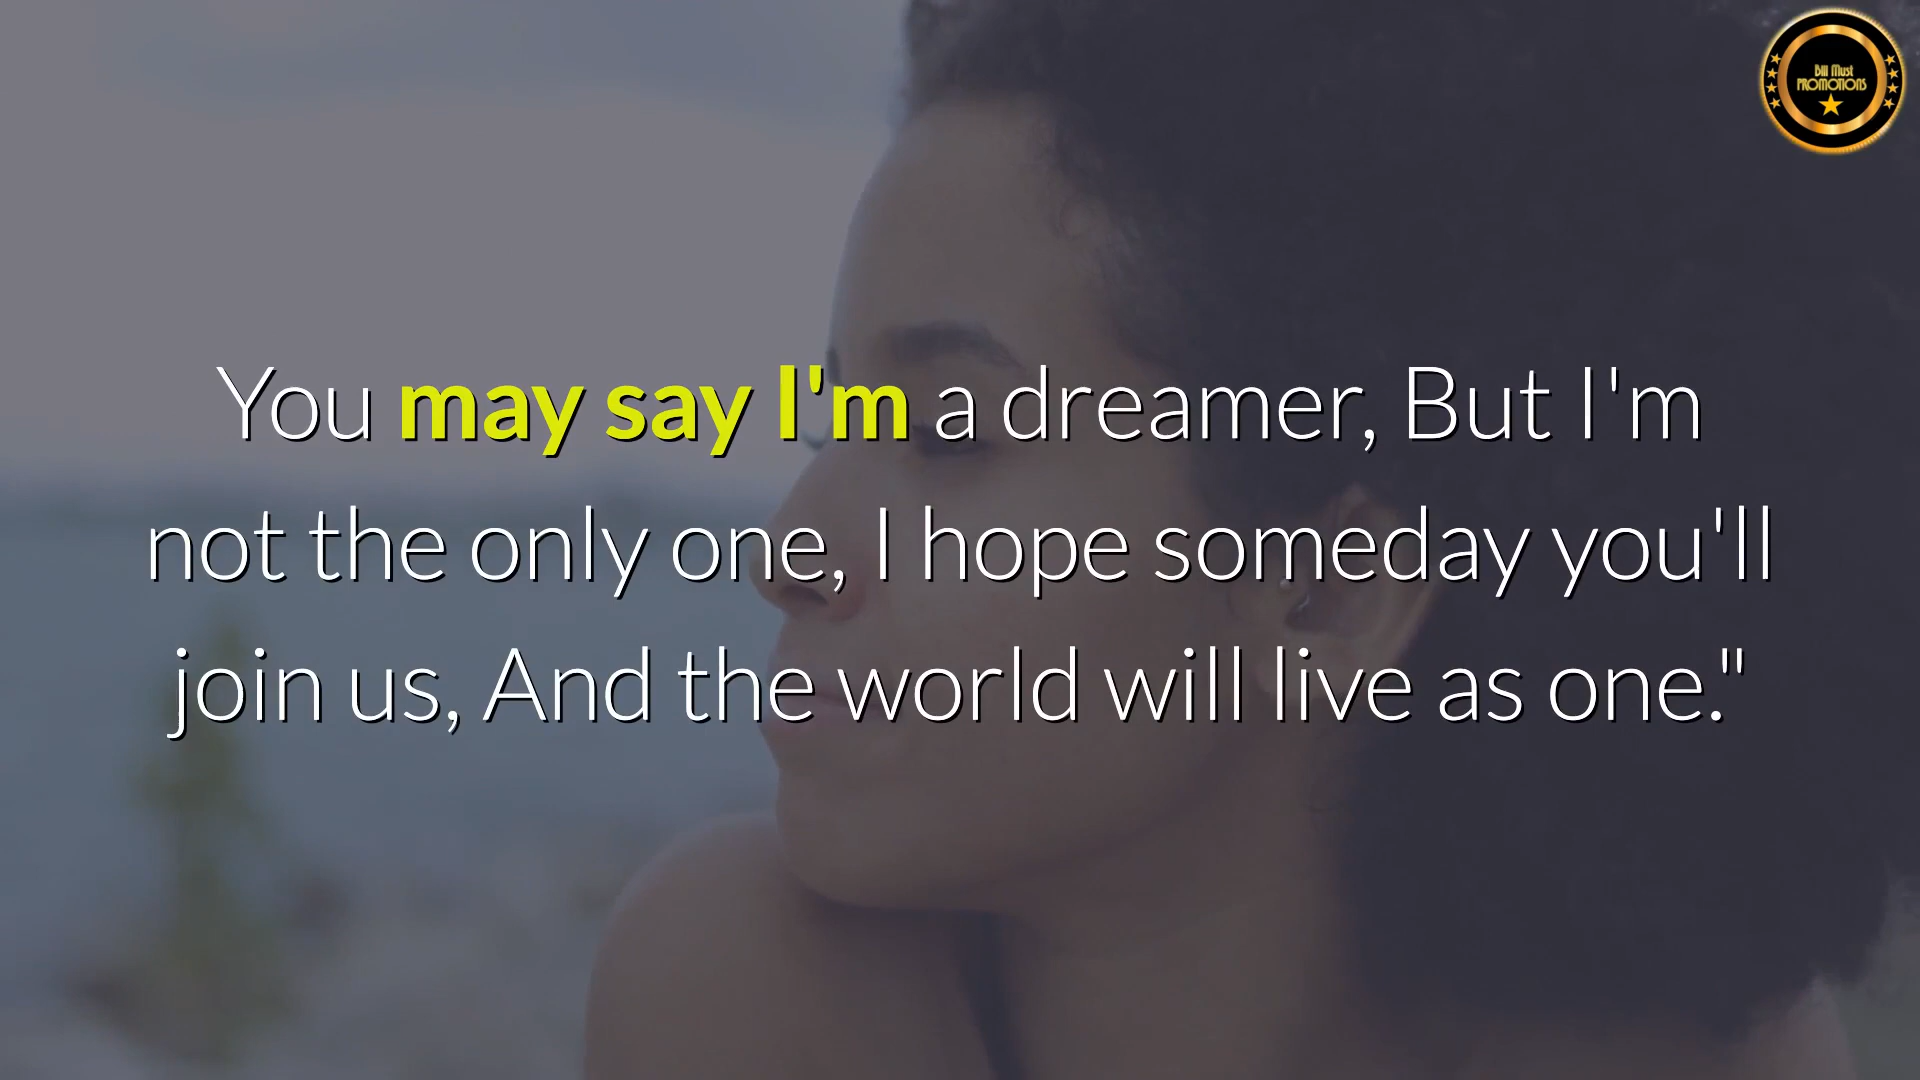 Bill Must
PROMOTIONS
You may say I'm a dreamer, But I'm
not the only one, I hope someday you'll
join us, And the world will live as one."